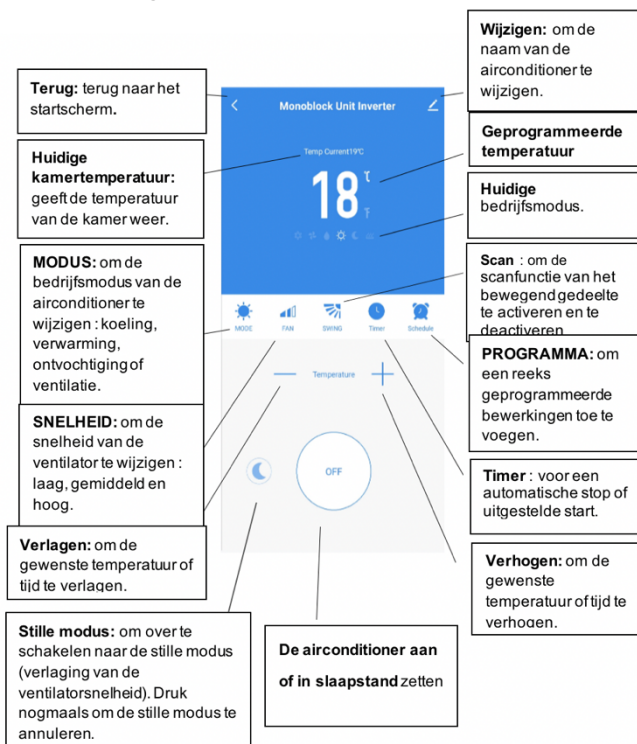 Wijzigen: om de
naam van de
airconditioner te
wijzigen.
Terug: terug naar het
startscherm.
Monoblock Unit Inverter
Geprogrammeerde
temperatuur
Huidige
kamertemperatuur:
geeft de temperatuur
van de kamer weer.
Temp Current19℃
18
℃
℉
Huidige
bedrijfsmodus.
MODUS: om de
bedrijfsmodus van de
airconditioner te
wijzigen : koeling,
verwarming,
ontvochtiging of
ventilatie.
Scan : om de
scanfunctie van het
bewegend gedeelte
te activeren en te
deactiveren
MODE
FAN
SWING
Timer
Schedule
PROGRAMMA: om
een reeks
geprogrammeerde
bewerkingen toe te
voegen.
Temperature
SNELHEID: om de
snelheid van de
ventilator te wijzigen :
laag, gemiddeld en
hoog.
OFF
Timer : voor een
automatische stop of
uitgestelde start.
Verlagen: om de
gewenste temperatuur of
tijd te verlagen.
Verhogen: om de
gewenste
temperatuur of tijd te
verhogen.
Stille modus: om over te
schakelen naar de stille modus
(verlaging van de
ventilatorsnelheid). Druk
nogmaals om de stille modus te
annuleren.
De airconditioner aan
of in slaapstand zetten